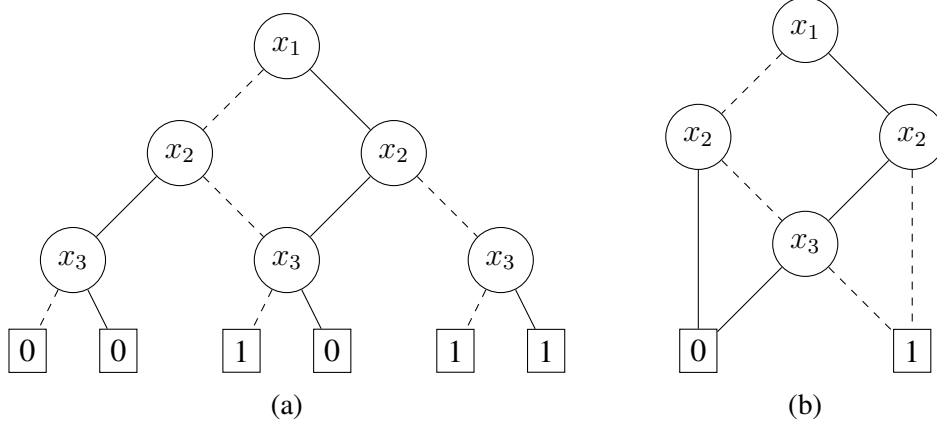 x₁ x₁
x₂ x₂ x₂ x₂
x₃ x₃ x₃ x₃
0 0 1 0 1 1 0 1
(a) (b)